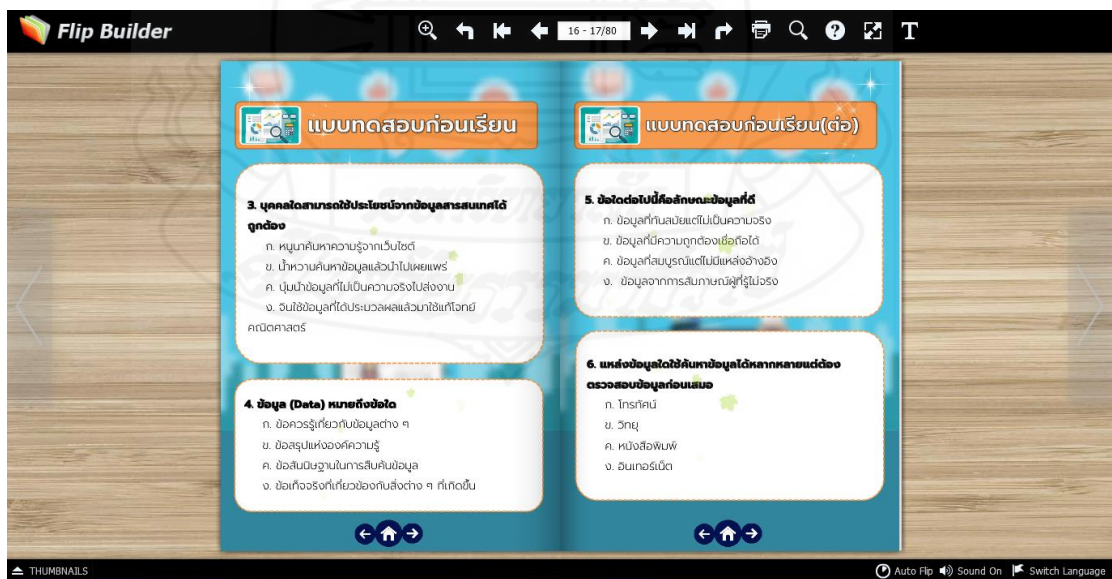 Flip Builder
16 - 17/80
T
แบบทดสอบก่อนเรียน
3. บุคคลใดสามารถใช้ประโยชน์จากข้อมูลสารสนเทศได้
ถูกต้อง
ก. หนูนาค้นหาความรู้จากเว็บไซต์
ข. น้ำหวานค้นหาข้อมูลแล้วนำไปเผยแพร่
ค. นุ่มนำข้อมูลที่ไม่เป็นความจริงไปส่งงาน
ง. จินใช้ข้อมูลที่ได้ประมวลผลแล้วมาใช้แก้โจทย์
คณิตศาสตร์
4. ข้อมูล (Data) หมายถึงข้อใด
ก. ข้อควรรู้เกี่ยวกับข้อมูลต่าง ๆ
ข. ข้อสรุปแห่งองค์ความรู้
ค. ข้อสันนิษฐานในการสืบค้นข้อมูล
ง. ข้อเท็จจริงที่เกี่ยวข้องกับสิ่งต่าง ๆ ที่เกิดขึ้น
แบบทดสอบก่อนเรียน(ต่อ)
5. ข้อใดต่อไปนี้คือลักษณะข้อมูลที่ดี
ก. ข้อมูลที่ทันสมัยแต่ไม่เป็นความจริง
ข. ข้อมูลที่มีความถูกต้องเชื่อถือได้
ค. ข้อมูลที่สมบูรณ์แต่ไม่มีแหล่งอ้างอิง
ง. ข้อมูลจากการสัมภาษณ์ผู้ที่รู้ไม่จริง
6. แหล่งข้อมูลใดใช้ค้นหาข้อมูลได้หลากหลายแต่ต้อง
ตรวจสอบข้อมูลก่อนเสมอ
ก. โทรทัศน์
ข. วิทยุ
ค. หนังสือพิมพ์
ง. อินเทอร์เน็ต
THUMBNAILS
Auto Flip Sound On Switch Language